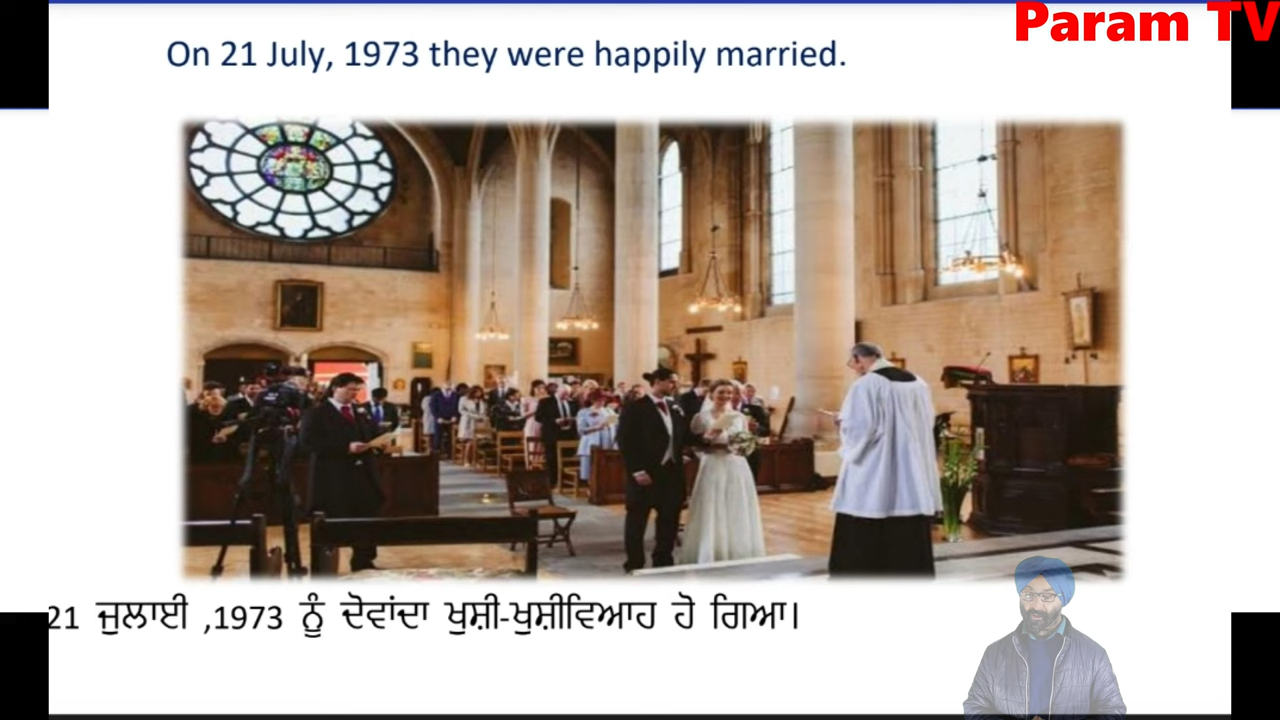 Param TV
On 21 July, 1973 they were happily married.
21 ਜੁਲਾਈ ,1973 ਨੂੰ ਦੋਵਾਂਦਾ ਖੁਸ਼ੀ-ਖੁਸ਼ੀਵਿਆਹ ਹੋ ਗਿਆ।